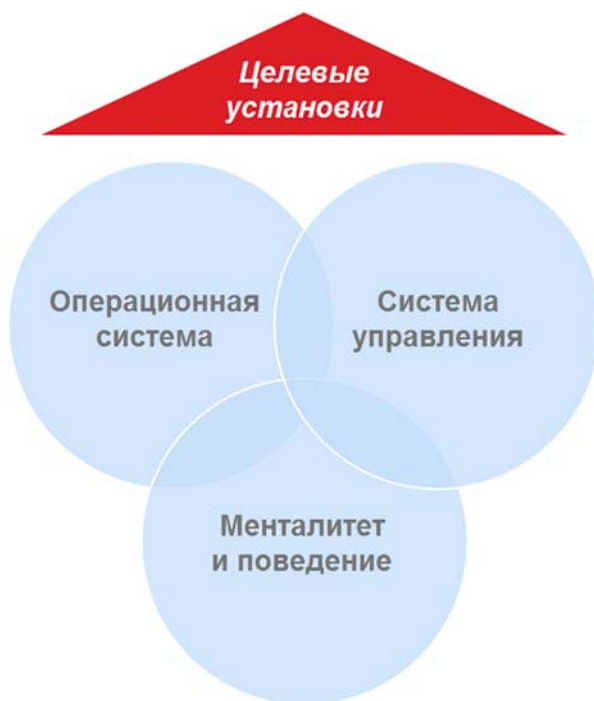 Целевые
установки
Операционная
система
Система
управления
Менталитет
и поведение